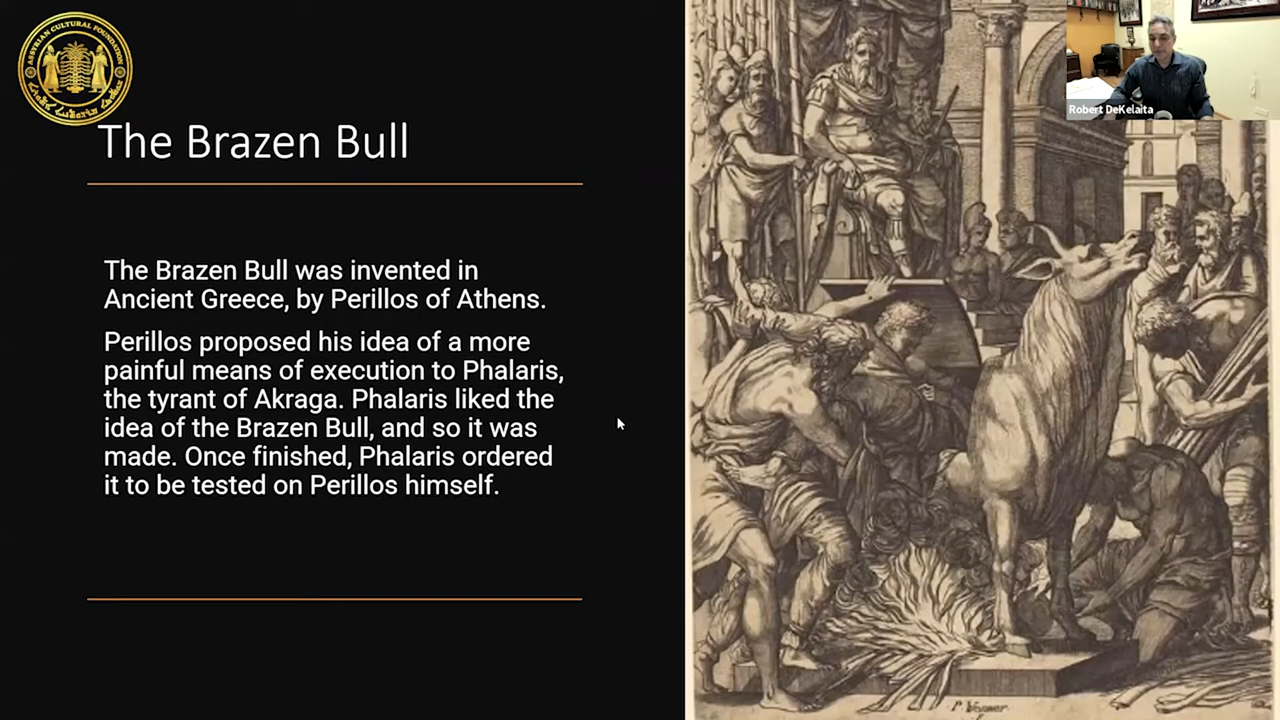 ASSYRIAN CULTURAL FOUNDATION
The Brazen Bull
The Brazen Bull was invented in
Ancient Greece, by Perillos of Athens.
Perillos proposed his idea of a more
painful means of execution to Phalaris,
the tyrant of Akraga. Phalaris liked the
idea of the Brazen Bull, and so it was
made. Once finished, Phalaris ordered
it to be tested on Perillos himself.
Robert DeKelaita